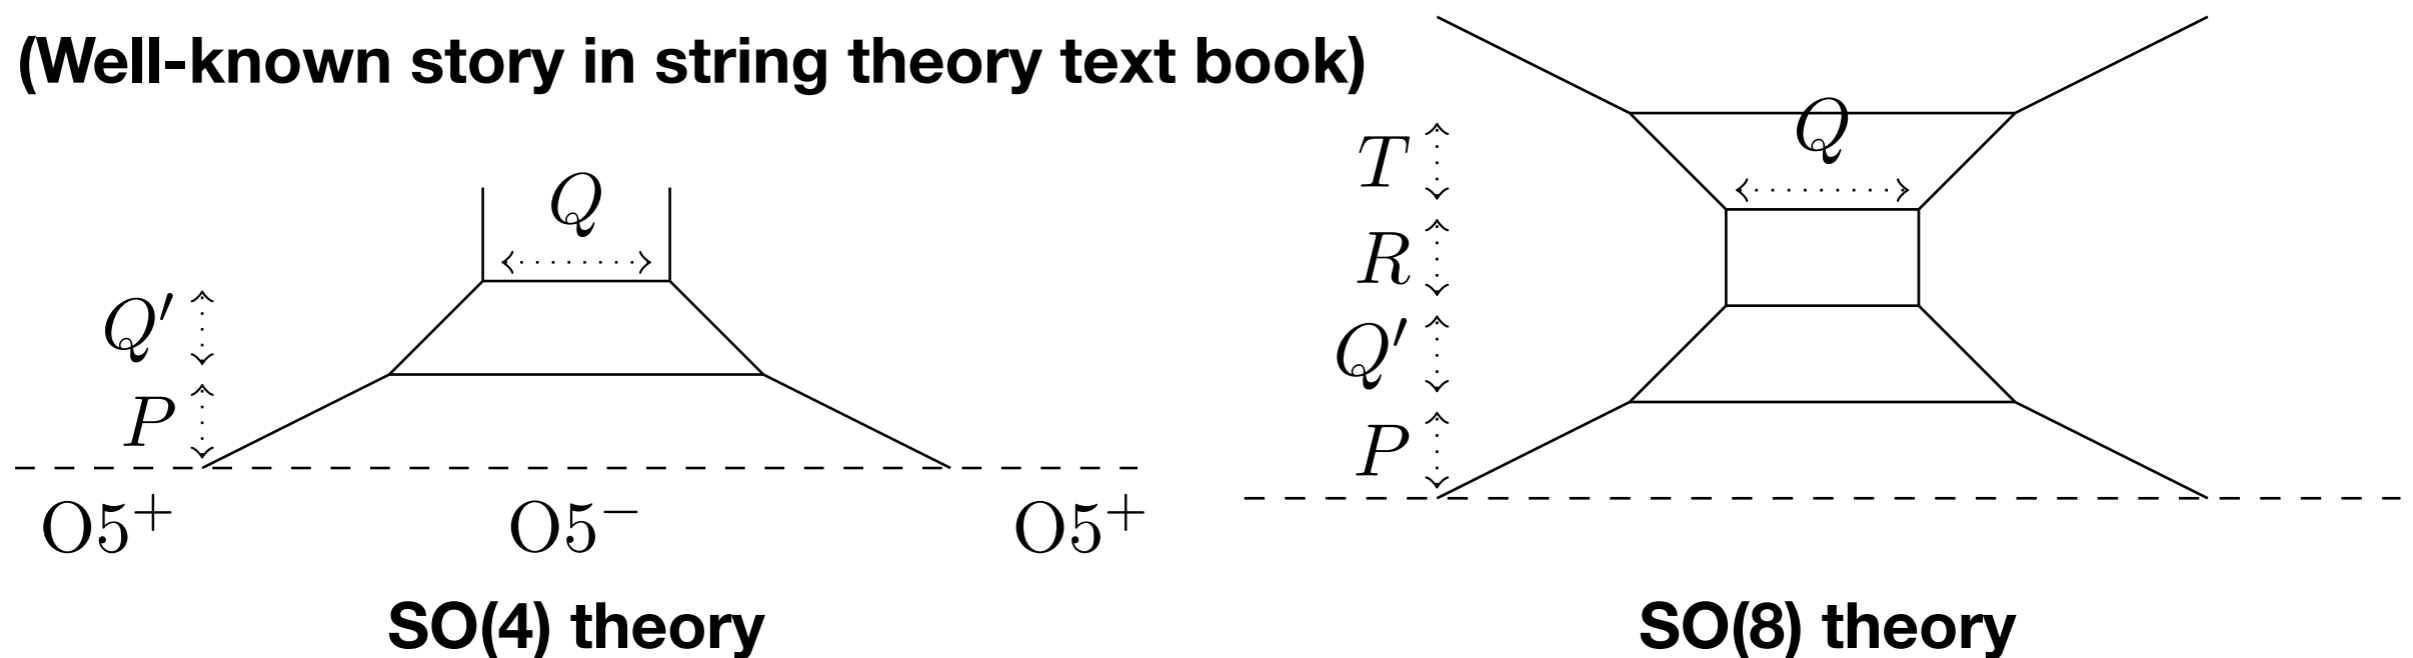 (Well-known story in string theory text book)
Q
Q′
P
O5⁺
O5⁻
O5⁺
SO(4) theory
Q
T
R
Q′
P
SO(8) theory